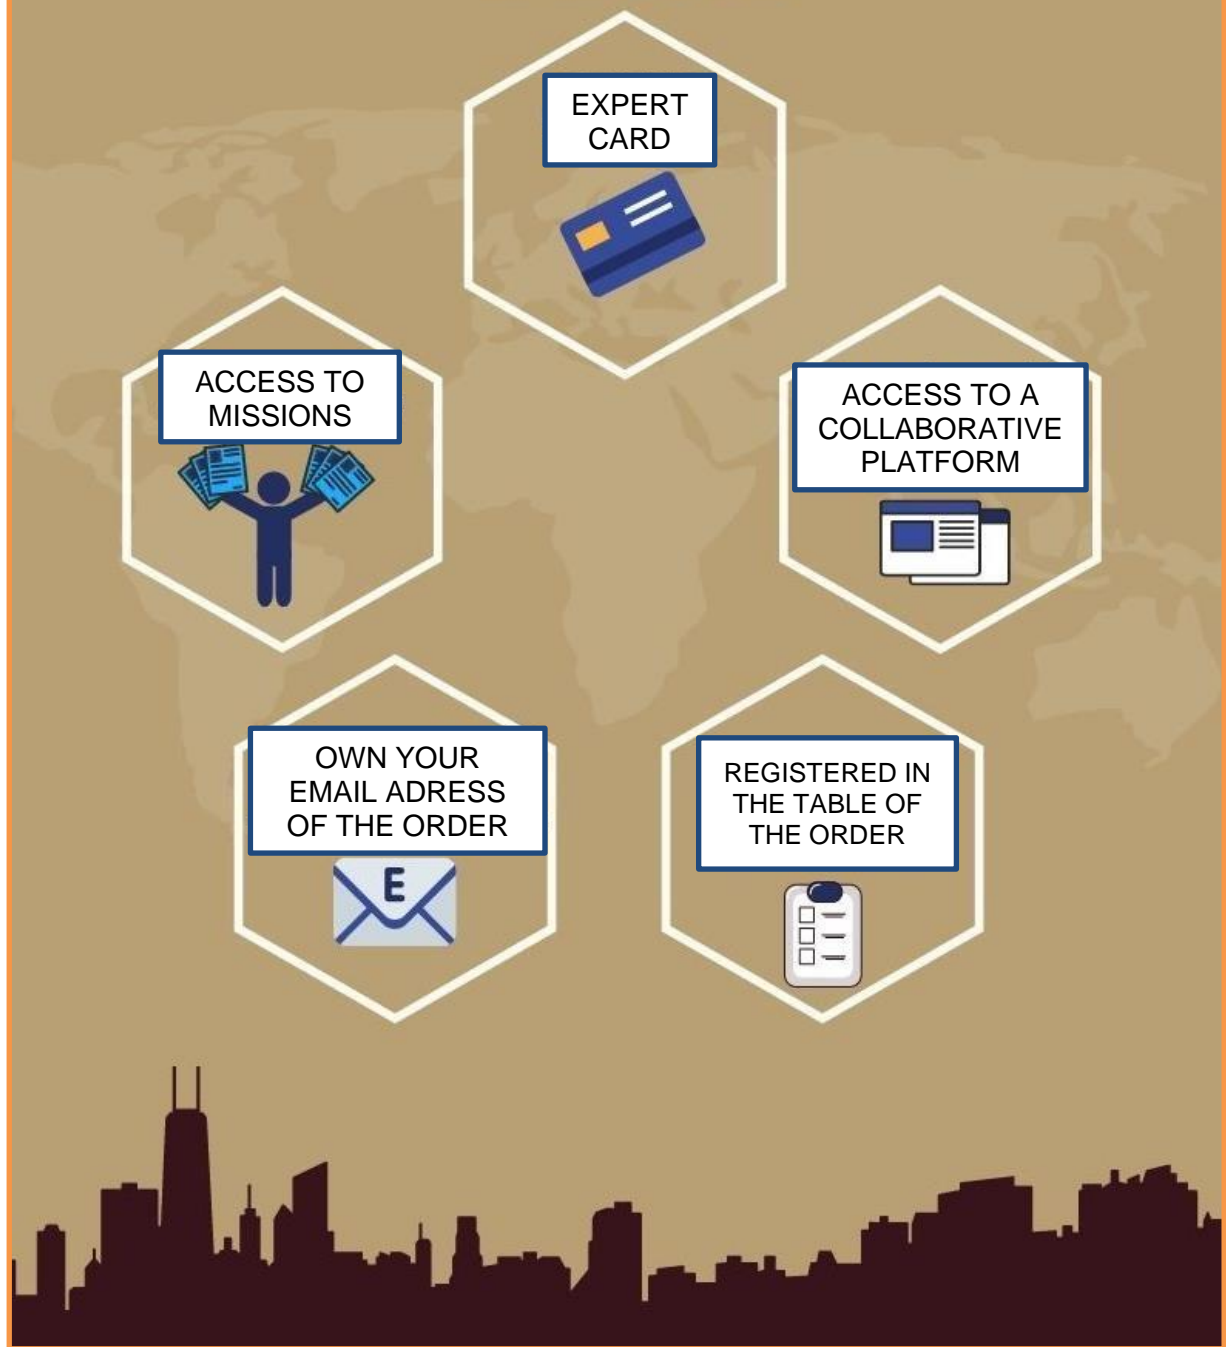 EXPERT
CARD
ACCESS TO
MISSIONS
ACCESS TO A
COLLABORATIVE
PLATFORM
OWN YOUR
EMAIL ADRESS
OF THE ORDER
E
REGISTERED IN
THE TABLE OF
THE ORDER